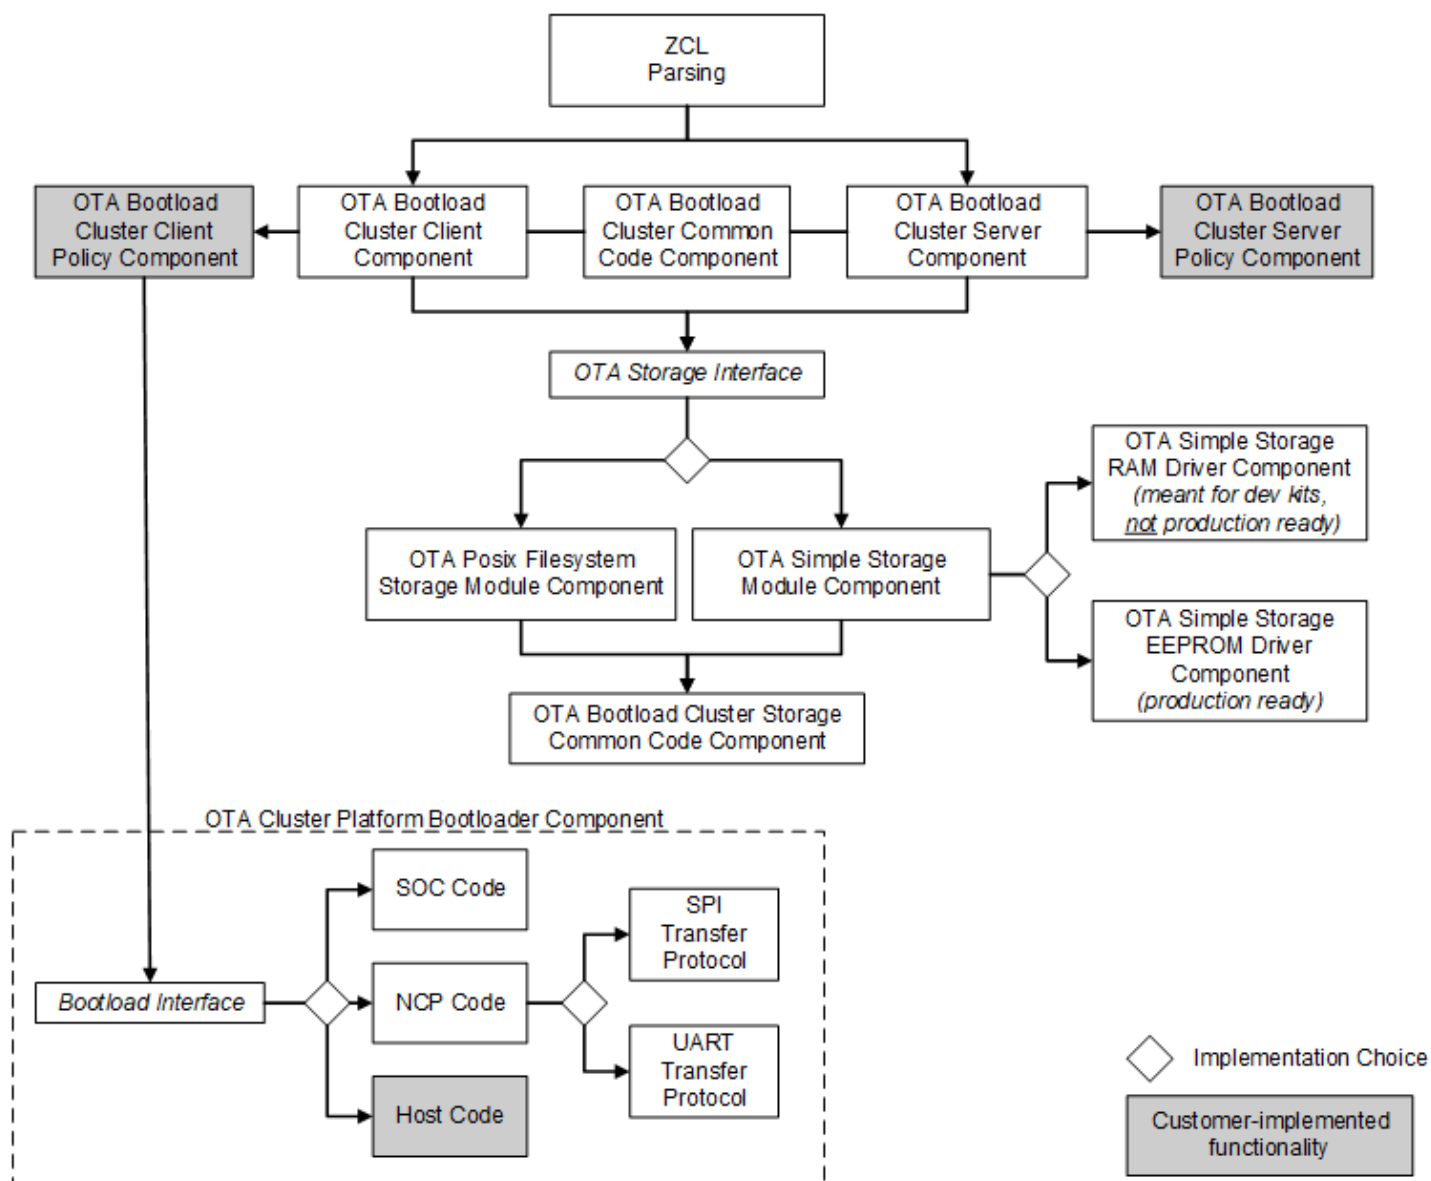 ZCL
Parsing
OTA Bootload
Cluster Client
Policy Component
OTA Bootload
Cluster Client
Component
OTA Bootload
Cluster Common
Code Component
OTA Bootload
Cluster Server
Component
OTA Bootload
Cluster Server
Policy Component
OTA Storage Interface
OTA Simple Storage
RAM Driver Component
(meant for dev kits,
not production ready)
OTA Posix Filesystem
Storage Module Component
OTA Simple Storage
Module Component
OTA Simple Storage
EEPROM Driver
Component
(production ready)
OTA Bootload Cluster Storage
Common Code Component
OTA Cluster Platform Bootloader Component
SOC Code
SPI
Transfer
Protocol
Bootload Interface
NCP Code
UART
Transfer
Protocol
Host Code
Implementation Choice
Customer-implemented
functionality